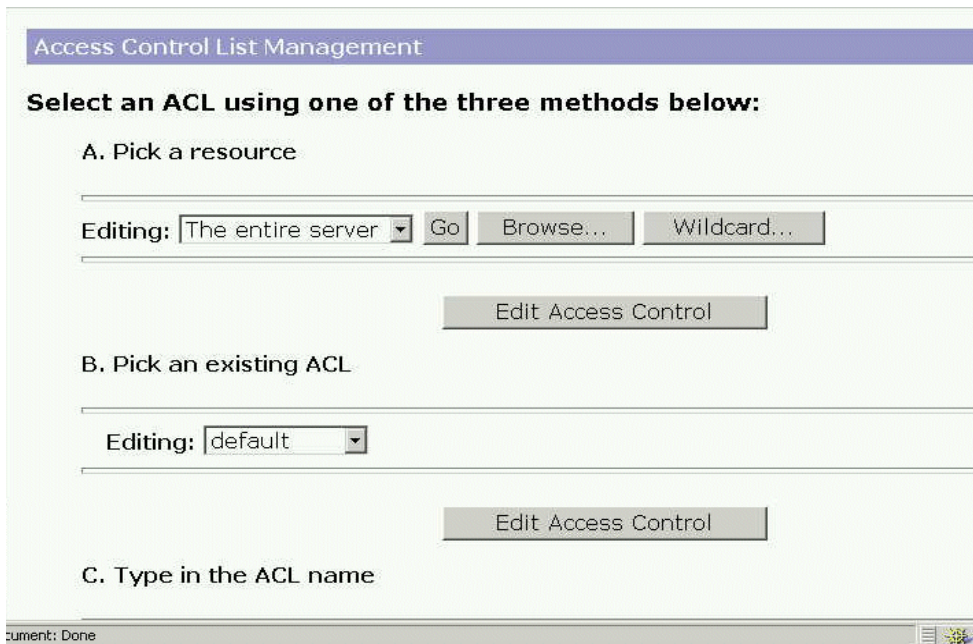 Access Control List Management
Select an ACL using one of the three methods below:
A. Pick a resource
Editing: The entire server Go Browse... Wildcard...
Edit Access Control
B. Pick an existing ACL
Editing: default
Edit Access Control
C. Type in the ACL name
cument: Done